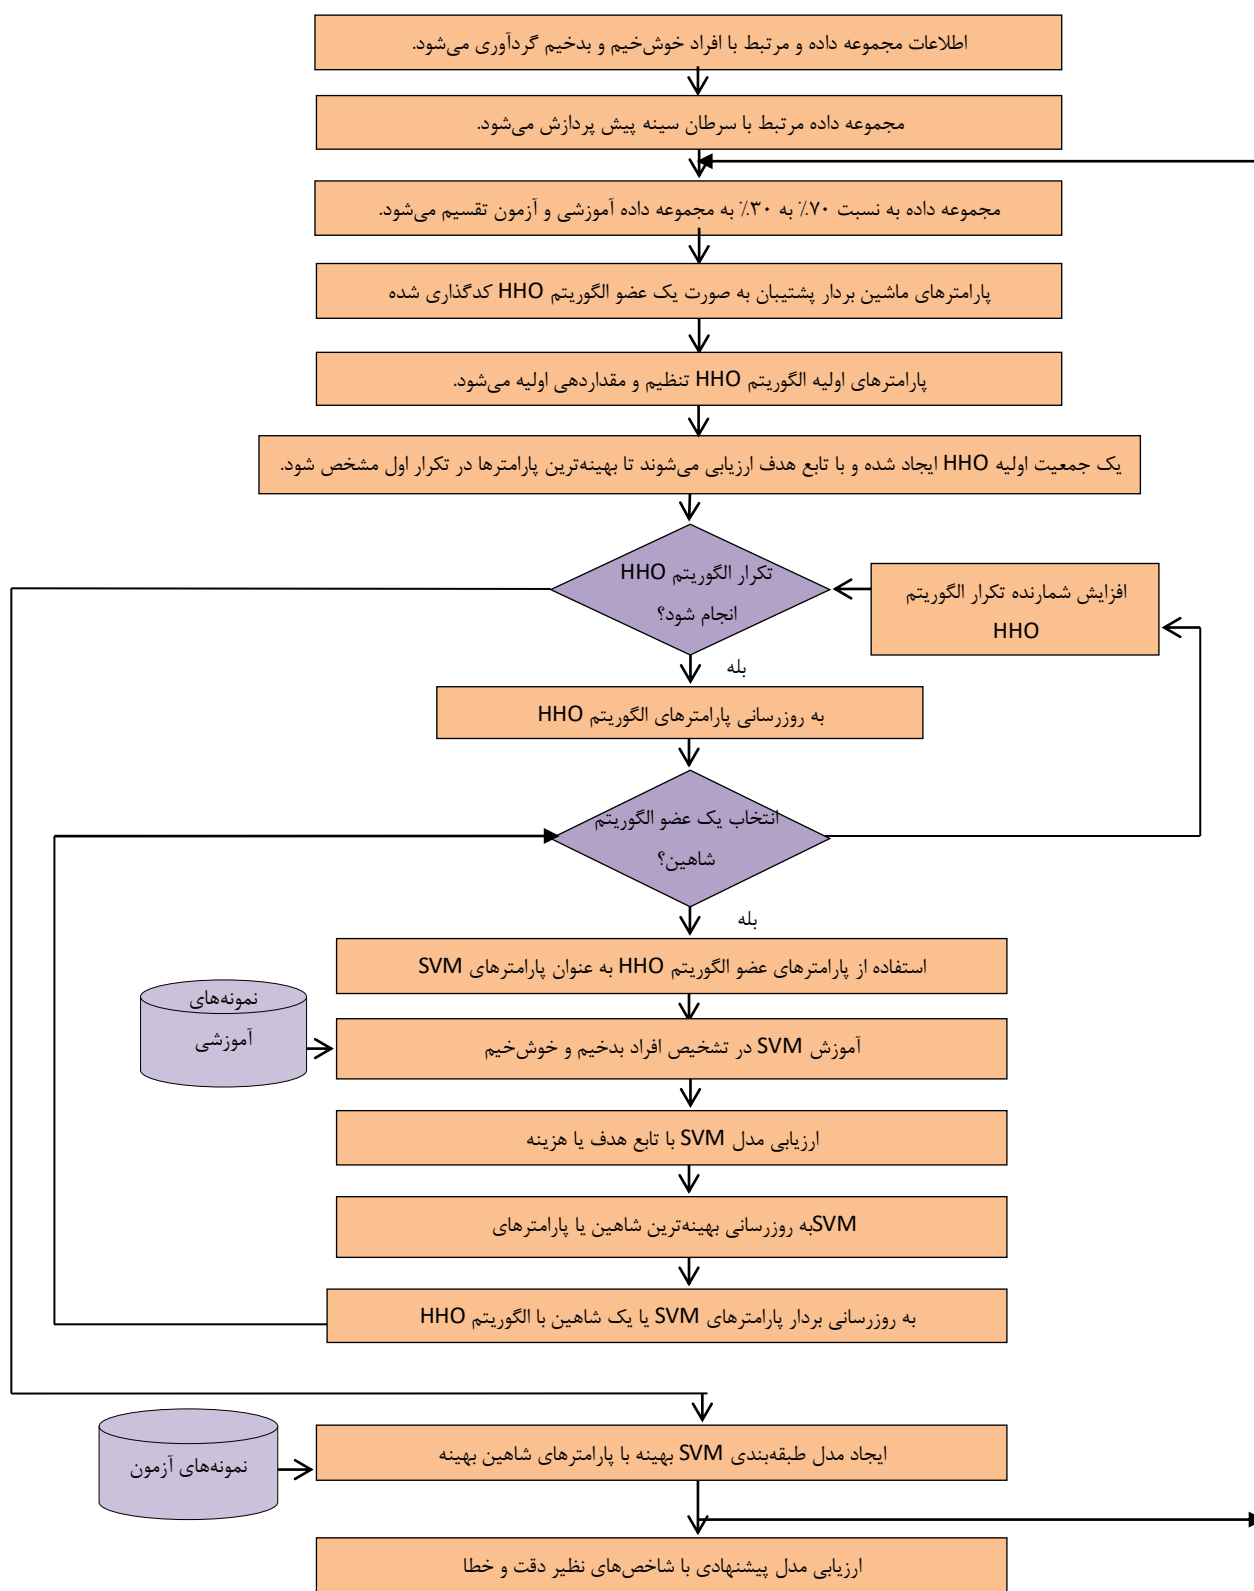 اطلاعات مجموعه داده و مرتبط با افراد خوش‌خیم و بدخیم گردآوری می‌شود.
مجموعه داده مرتبط با سرطان سینه پیش پردازش می‌شود.
مجموعه داده به نسبت ۷۰٪ به ۳۰٪ به مجموعه داده آموزشی و آزمون تقسیم می‌شود.
پارامترهای ماشین بردار پشتیبان به صورت یک عضو الگوریتم HHO کدگذاری شده
پارامترهای اولیه الگوریتم HHO تنظیم و مقداردهی اولیه می‌شود.
یک جمعیت اولیه HHO ایجاد شده و با تابع هدف ارزیابی می‌شوند تا بهینه‌ترین پارامترها در تکرار اول مشخص شود.
تکرار الگوریتم HHO
انجام شود؟
افزایش شمارنده تکرار الگوریتم
HHO
بله
به روزرسانی پارامترهای الگوریتم HHO
انتخاب یک عضو الگوریتم
شاهین؟
بله
استفاده از پارامترهای عضو الگوریتم HHO به عنوان پارامترهای SVM
نمونه‌های
آموزشی
آموزش SVM در تشخیص افراد بدخیم و خوش‌خیم
ارزیابی مدل SVM با تابع هدف یا هزینه
SVMبه روزرسانی بهینه‌ترین شاهین یا پارامترهای
به روزرسانی بردار پارامترهای SVM یا یک شاهین با الگوریتم HHO
ایجاد مدل طبقه‌بندی SVM بهینه با پارامترهای شاهین بهینه
نمونه‌های آزمون
ارزیابی مدل پیشنهادی با شاخص‌های نظیر دقت و خطا